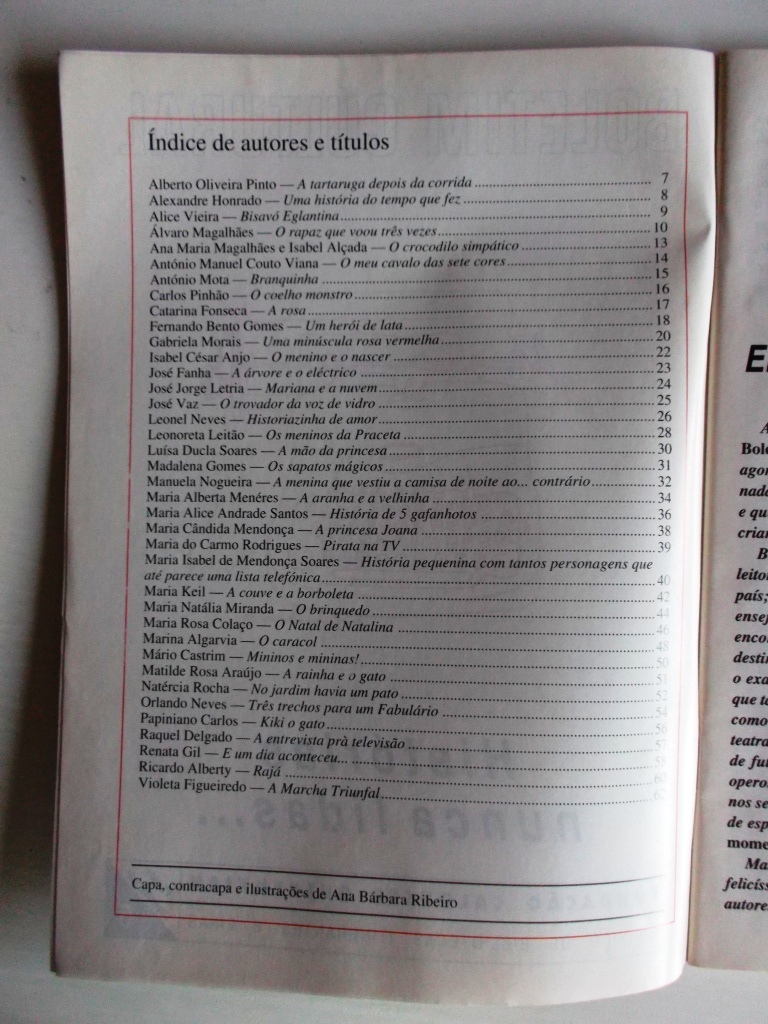 Índice de autores e títulos
Alberto Oliveira Pinto — A tartaruga depois da corrida 7
Alexandre Honrado — Uma história do tempo que fez 8
Alice Vieira — Bisavó Eglantina 9
Álvaro Magalhães — O rapaz que voou três vezes 10
Ana Maria Magalhães e Isabel Alçada — O crocodilo simpático 13
António Manuel Couto Viana — O meu cavalo das sete cores 14
António Mota — Branquinha 15
Carlos Pinhão — O coelho monstro 16
Catarina Fonseca — A rosa 17
Fernando Bento Gomes — Um herói de lata 18
Gabriela Morais — Uma minúscula rosa vermelha 20
Isabel César Anjo — O menino e o nascer 22
José Fanha — A árvore e o eléctrico 23
José Jorge Letria — Mariana e a nuvem 24
José Vaz — O trovador da voz de vidro 25
Leonel Neves — Historiazinha de amor 26
Leonoreta Leitão — Os meninos da Praceta 28
Luísa Ducla Soares — A mão da princesa 30
Madalena Gomes — Os sapatos mágicos 31
Manuela Nogueira — A menina que vestiu a camisa de noite ao... contrário 32
Maria Alberta Menéres — A aranha e a velhinha 34
Maria Alice Andrade Santos — História de 5 gafanhotos 36
Maria Cândida Mendonça — A princesa Joana 38
Maria do Carmo Rodrigues — Pirata na TV 39
Maria Isabel de Mendonça Soares — História pequenina com tantos personagens que
até parece uma lista telefónica 40
Maria Keil — A couve e a borboleta 42
Maria Natália Miranda — O brinquedo 44
Maria Rosa Colaço — O Natal de Natalina 46
Marina Algarvia — O caracol 48
Mário Castrim — Mininos e mininas! 50
Matilde Rosa Araújo — A rainha e o gato 51
Natércia Rocha — No jardim havia um pato 52
Orlando Neves — Três trechos para um Fabulário 54
Papiniano Carlos — Kiki o gato 56
Raquel Delgado — A entrevista prà televisão 57
Renata Gil — E um dia aconteceu... 58
Ricardo Alberty — Rajá 60
Violeta Figueiredo — A Marcha Triunfal 62
Capa, contracapa e ilustrações de Ana Bárbara Ribeiro